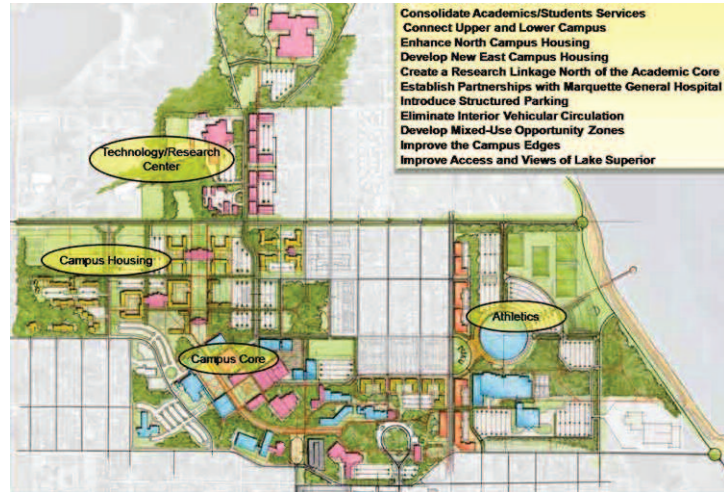 Consolidate Academics/Students Services
Connect Upper and Lower Campus
Enhance North Campus Housing
Develop New East Campus Housing
Create a Research Linkage North of the Academic Core
Establish Partnerships with Marquette General Hospital
Introduce Structured Parking
Eliminate Interior Vehicular Circulation
Develop Mixed-Use Opportunity Zones
Improve the Campus Edges
Improve Access and Views of Lake Superior
Technology/Research
Center
Campus Housing
Athletics
Campus Core